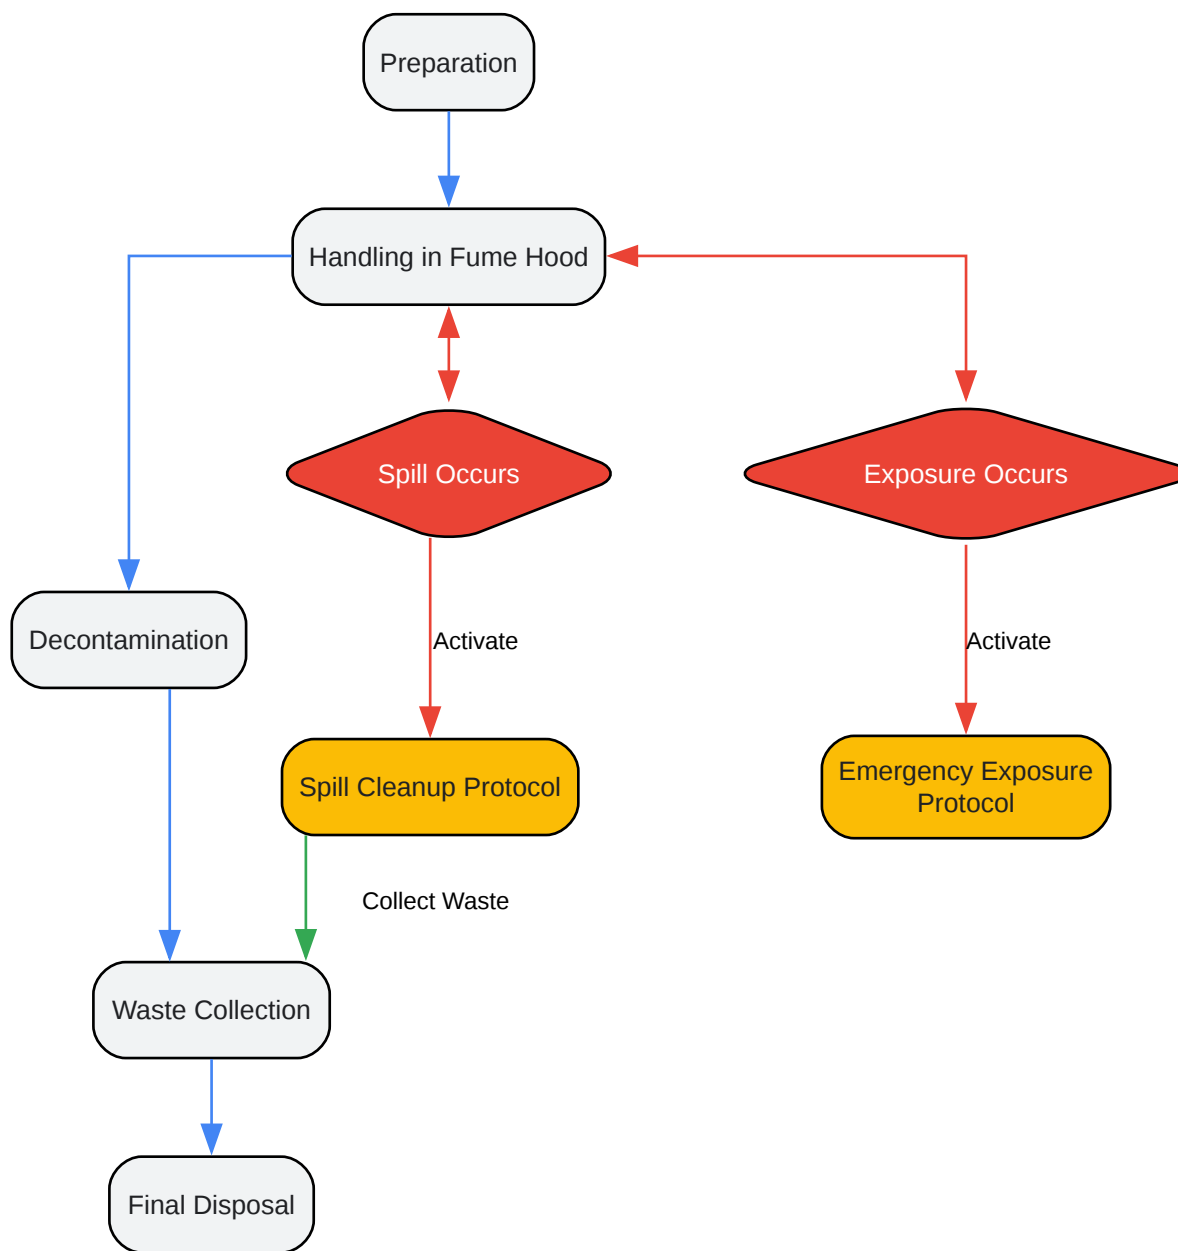 Preparation
Handling in Fume Hood
Spill Occurs
Exposure Occurs
Decontamination
Activate
Activate
Spill Cleanup Protocol
Emergency Exposure
Protocol
Collect Waste
Waste Collection
Final Disposal